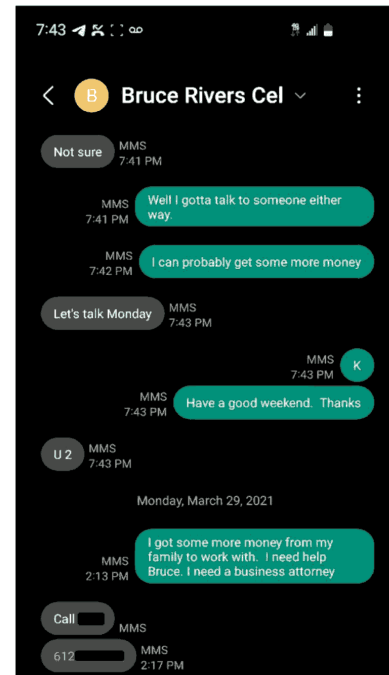 7:43
B Bruce Rivers Cel
Not sure
MMS
7:41 PM
Well I gotta talk to someone either
way.
MMS
7:41 PM
I can probably get some more money
MMS
7:42 PM
Let's talk Monday
MMS
7:43 PM
K
MMS
7:43 PM
Have a good weekend.  Thanks
MMS
7:43 PM
U 2
MMS
7:43 PM
Monday, March 29, 2021
I got some more money from my
family to work with.  I need help
Bruce. I need a business attorney
MMS
2:13 PM
Call
MMS
612
MMS
2:17 PM